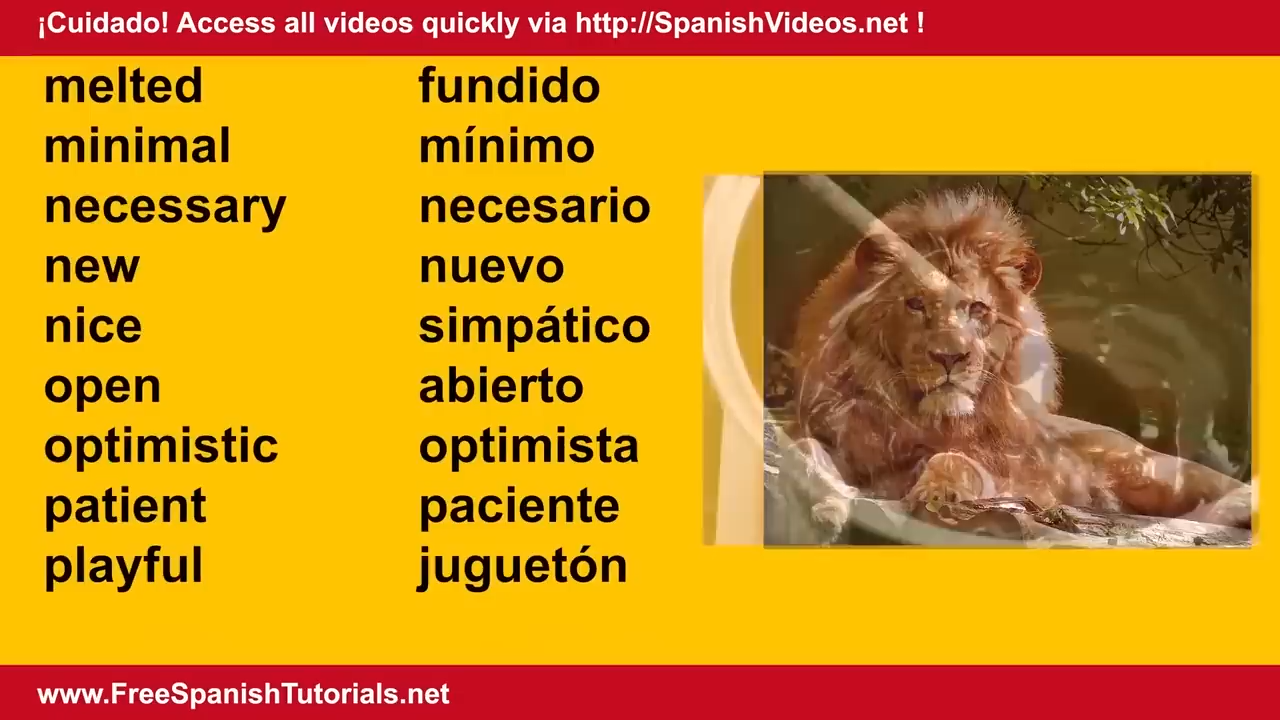 ¡Cuidado! Access all videos quickly via http://SpanishVideos.net !
melted fundido
minimal mínimo
necessary necesario
new nuevo
nice simpático
open abierto
optimistic optimista
patient paciente
playful juguetón
www.FreeSpanishTutorials.net